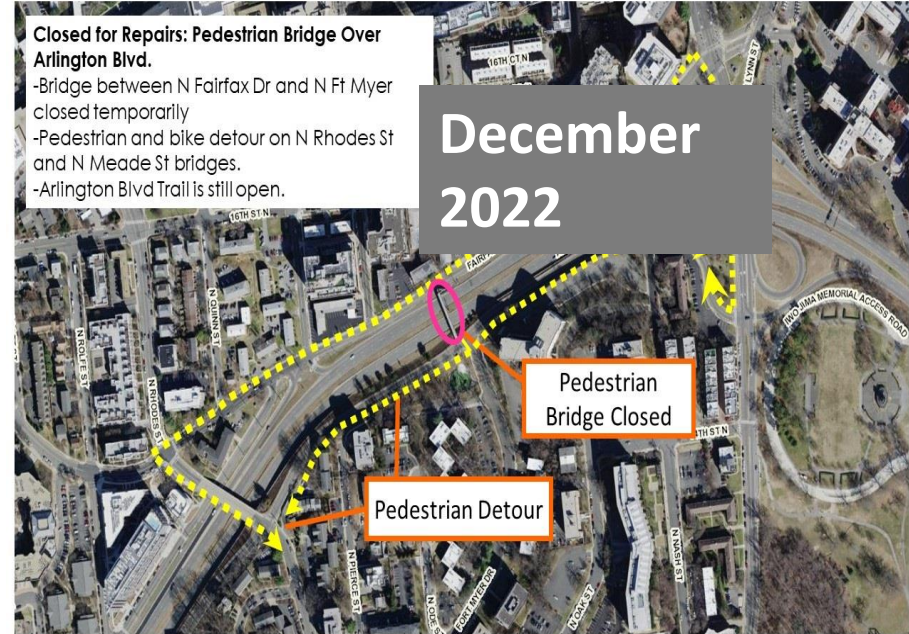 Closed for Repairs: Pedestrian Bridge Over
Arlington Blvd.
-Bridge between N Fairfax Dr and N Ft Myer
closed temporarily
-Pedestrian and bike detour on N Rhodes St
and N Meade St bridges.
-Arlington Blvd Trail is still open.
December
2022
16TH CT N
LYNN ST
16TH ST N
N QUINN ST
N ROLFE ST
N RHODES ST
IWO JIMA MEMORIAL ACCESS ROAD
Pedestrian
Bridge Closed
Pedestrian Detour
N PIERCE ST
N ODE S
FORT MYER DR
N OAK ST
N NASH ST
TH ST N